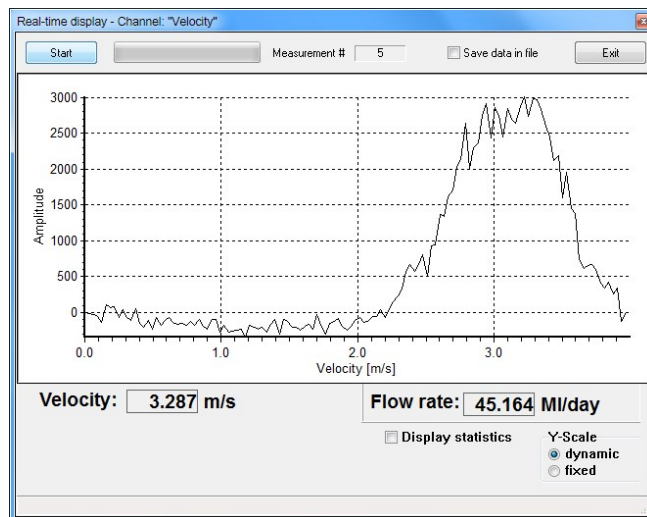 Real-time display - Channel: "Velocity"
Start Measurement # 5 Save data in file Exit
3000
2500
2000
1500
1000
500
0
Amplitude
0.0 1.0 2.0 3.0
Velocity [m/s]
Velocity: 3.287 m/s Flow rate: 45.164 Ml/day
Display statistics Y-Scale
dynamic
fixed